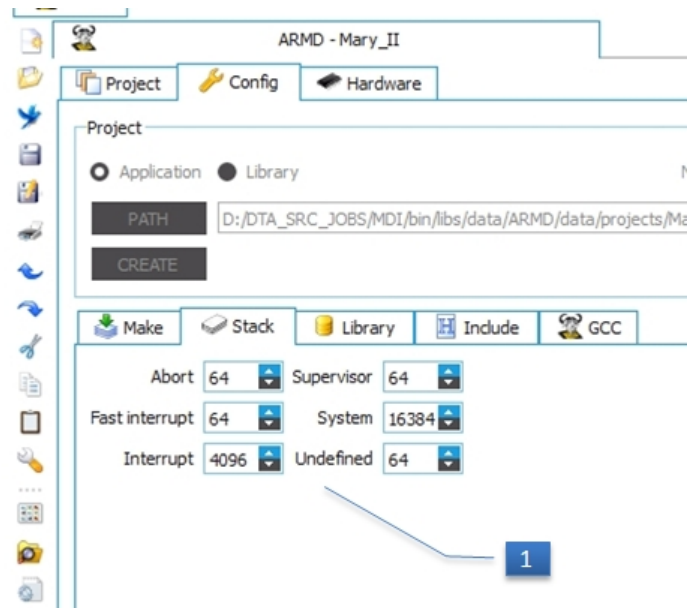 ARMD - Mary_II
Project Config Hardware
Project
Application Library
PATH D:/DTA_SRC_JOBS/MDI/bin/libs/data/ARMD/data/projects/Ma
CREATE
Make Stack Library Include GCC
Abort 64 Supervisor 64
Fast interrupt 64 System 16384
Interrupt 4096 Undefined 64
1